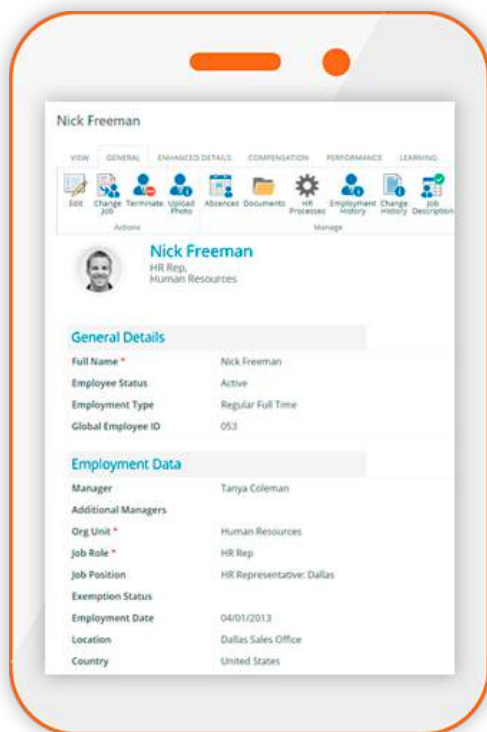 Nick Freeman
VIEW GENERAL ENHANCED DETAILS COMPENSATION PERFORMANCE LEARNING
Edit Change Job Terminate Upload Photo Absences Documents HR Processes Employment History Change History Job Description
Actions Manage
Nick Freeman
HR Rep,
Human Resources
General Details
Full Name * Nick Freeman
Employee Status Active
Employment Type Regular Full Time
Global Employee ID 053
Employment Data
Manager Tanya Coleman
Additional Managers
Org Unit * Human Resources
Job Role * HR Rep
Job Position HR Representative: Dallas
Exemption Status
Employment Date 04/01/2013
Location Dallas Sales Office
Country United States